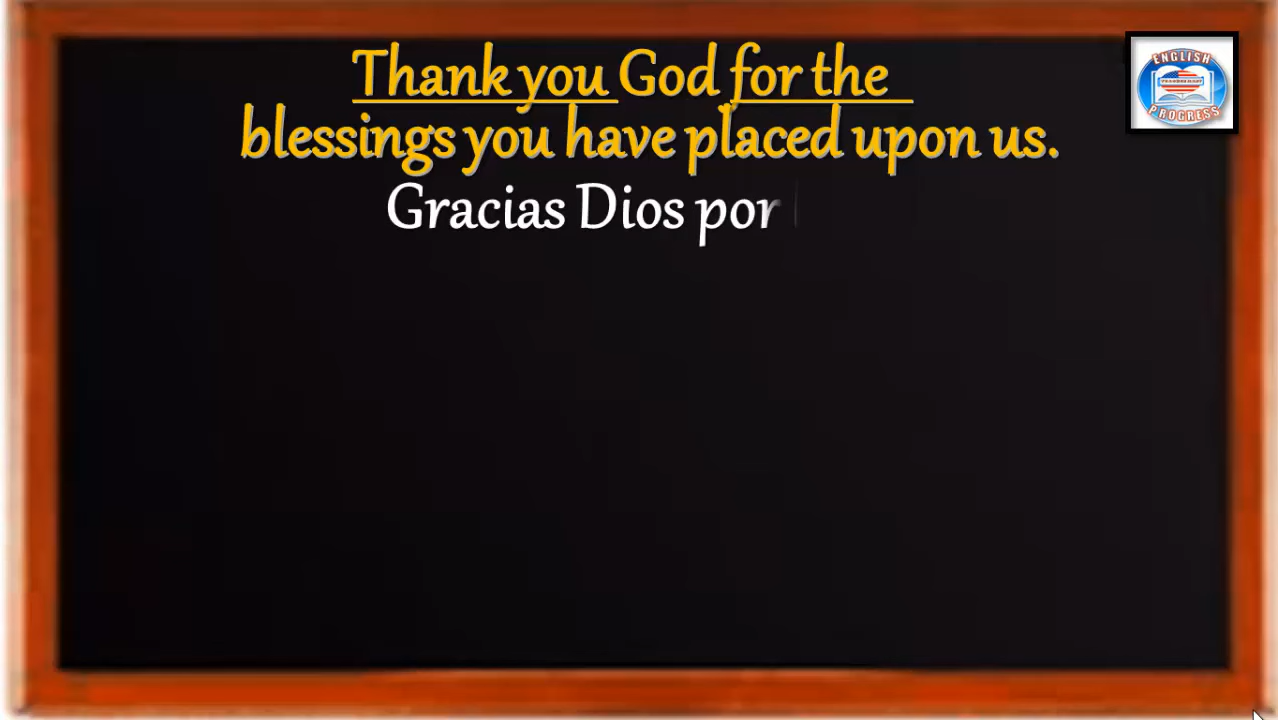 Thank you God for the
blessings you have placed upon us.
Gracias Dios por
ENGLISH
PROGRESS